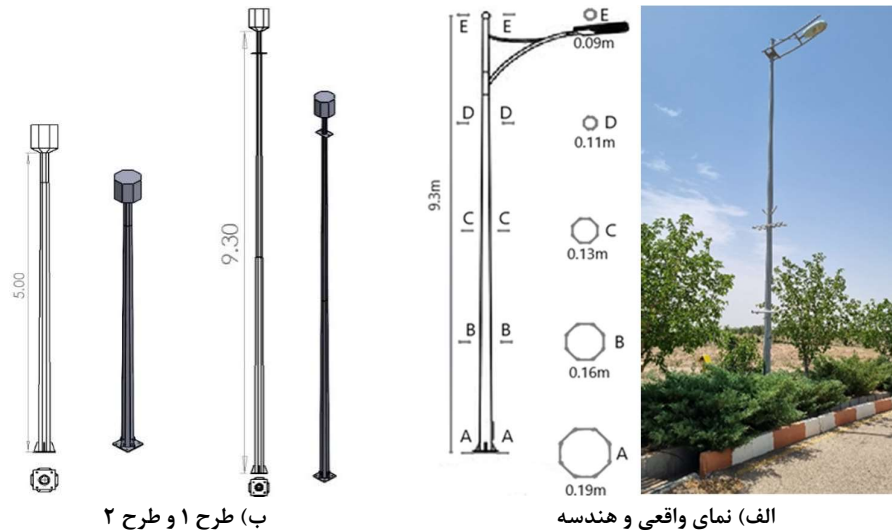 5.00
9.30
9.3m
E E E
0.09m
D D D
0.11m
C C C
0.13m
B B B
0.16m
A A A
0.19m
الف) نمای واقعی و هندسه
ب) طرح ۱ و طرح ۲